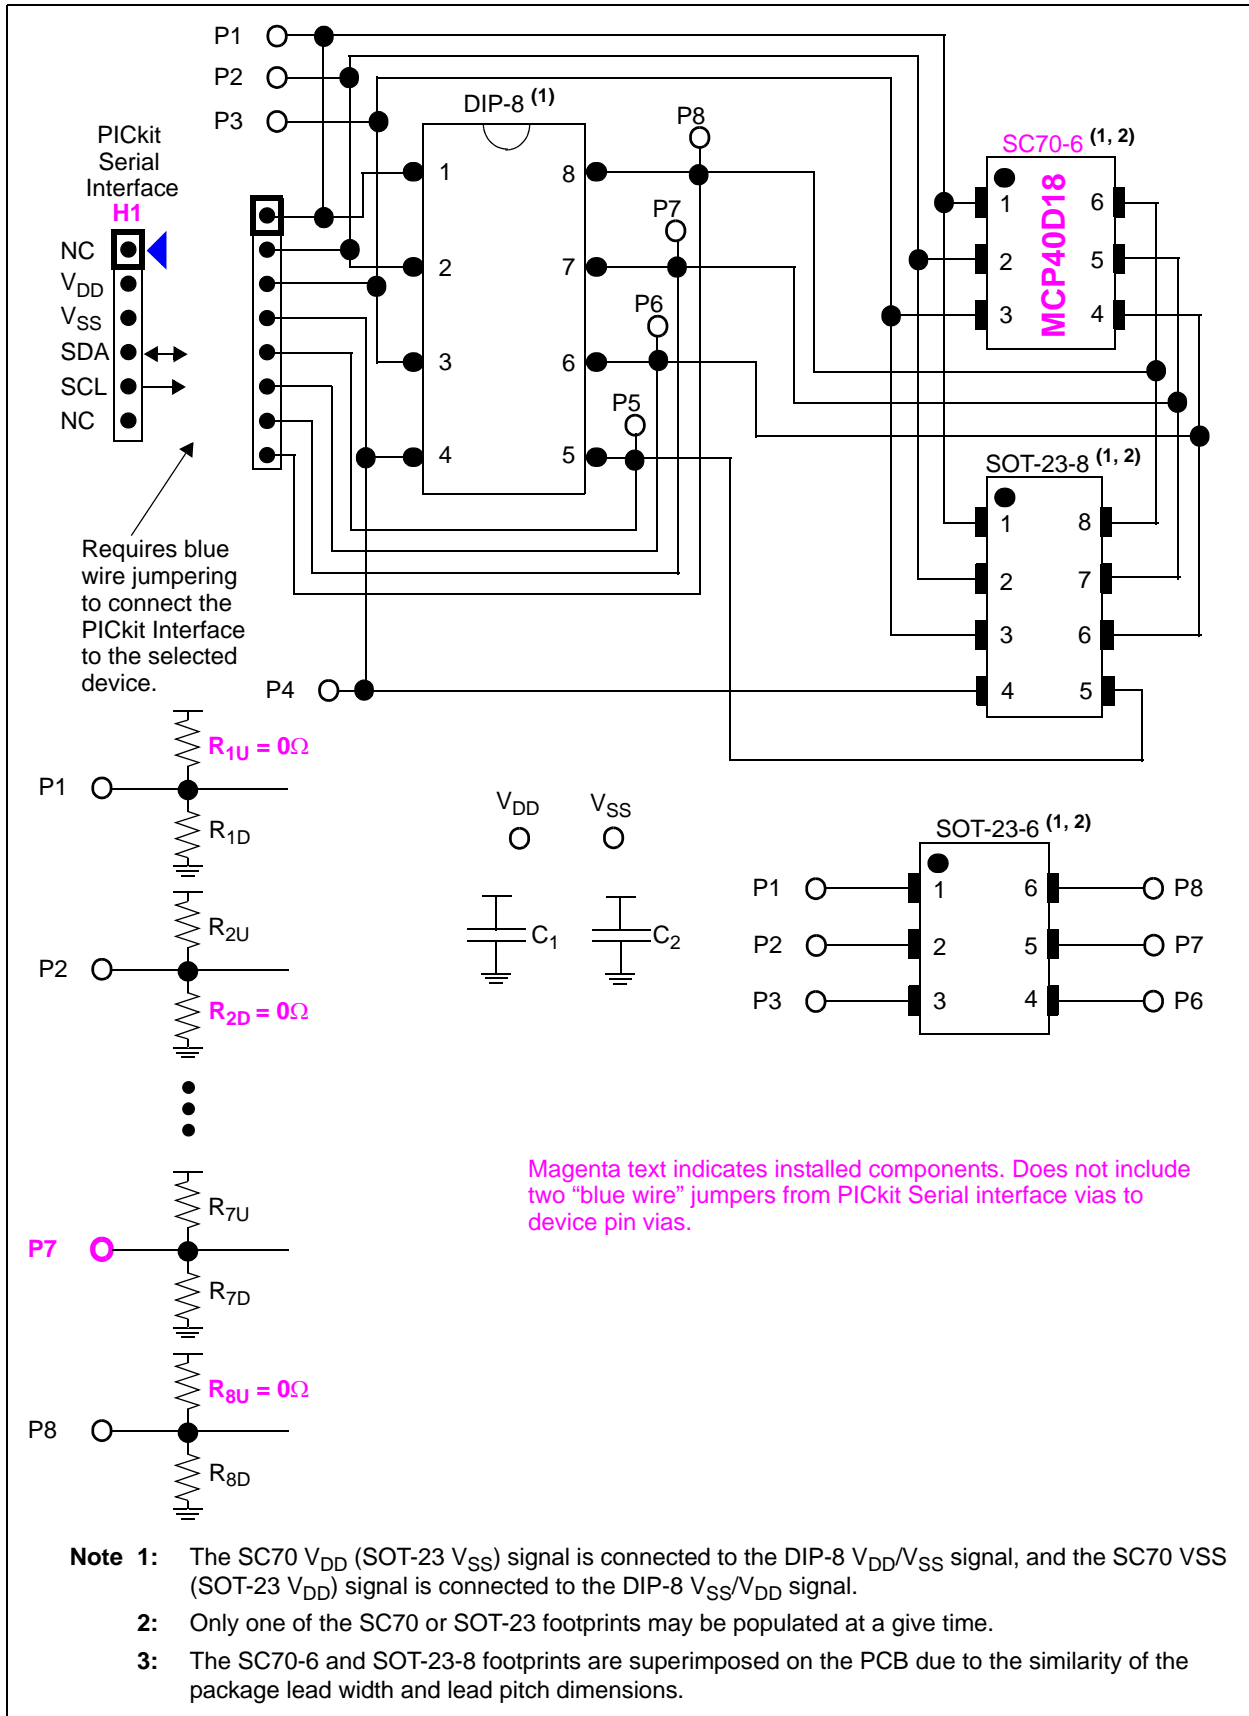 P1
P2
P3
DIP-8 (1)
P8
PICkit
Serial
Interface
H1
NC
VDD
VSS
SDA
SCL
NC
1
2
3
4
8
7
6
5
P7
P6
P5
SC70-6 (1, 2)
MCP40D18
1
2
3
6
5
4
SOT-23-8 (1, 2)
1
2
3
4
8
7
6
5
Requires blue
wire jumpering
to connect the
PICkit Interface
to the selected
device.
P4
R1U = 0Ω
P1
R1D
R2U
P2
R2D = 0Ω
R7U
P7
R7D
R8U = 0Ω
P8
R8D
VDD
VSS
C1
C2
SOT-23-6 (1, 2)
P1
1
6
P8
P2
2
5
P7
P3
3
4
P6
Magenta text indicates installed components. Does not include
two “blue wire” jumpers from PICkit Serial interface vias to
device pin vias.
Note 1: The SC70 VDD (SOT-23 VSS) signal is connected to the DIP-8 VDD/VSS signal, and the SC70 VSS
(SOT-23 VDD) signal is connected to the DIP-8 VSS/VDD signal.
2: Only one of the SC70 or SOT-23 footprints may be populated at a give time.
3: The SC70-6 and SOT-23-8 footprints are superimposed on the PCB due to the similarity of the
package lead width and lead pitch dimensions.